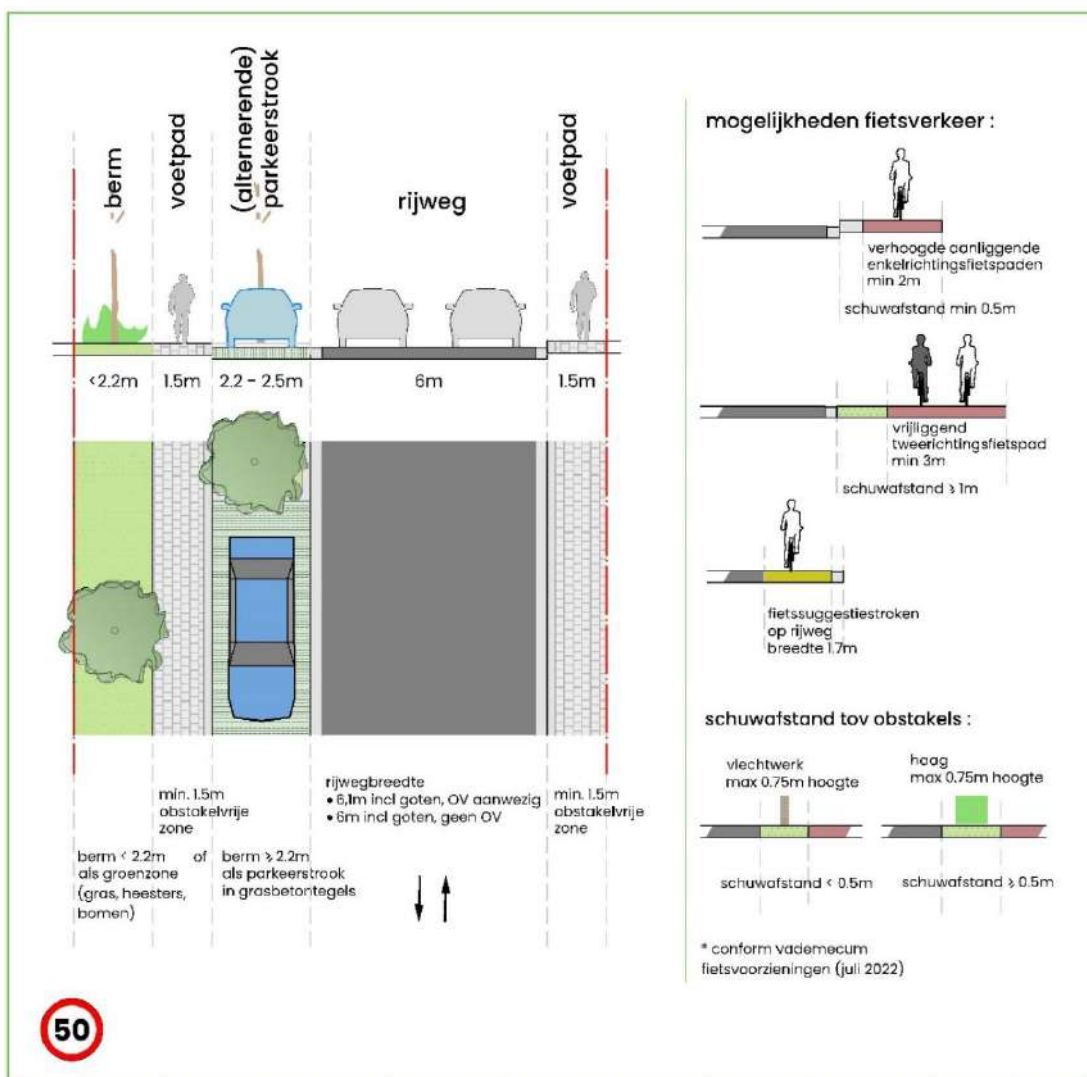 berm
voetpad
(alternerende)
parkeerstrook
rijweg
voetpad
<2.2m
1.5m
2.2 - 2.5m
6m
1.5m
min. 1.5m
obstakelvrije
zone
rijwegbreedte
• 6,1m incl goten, OV aanwezig
• 6m incl goten, geen OV
min. 1.5m
obstakelvrije
zone
berm < 2.2m of
als groenzone
(gras, heesters,
bomen)
berm ⩾ 2.2m
als parkeerstrook
in grasbetontegels
50
mogelijkheden fietsverkeer :
verhoogde aanliggende
enkelrichtingsfietspaden
min 2m
schuwafstand min 0.5m
vrijliggend
tweerichtingsfietspad
min 3m
schuwafstand ⩾ 1m
fietssuggestiestroken
op rijweg
breedte 1.7m
schuwafstand tov obstakels :
vlechtwerk
max 0.75m hoogte
haag
max 0.75m hoogte
schuwafstand < 0.5m
schuwafstand ⩾ 0.5m
* conform vademecum
fietsvoorzieningen (juli 2022)